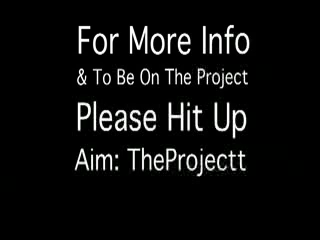 For More Info
& To Be On The Project
Please Hit Up
Aim: TheProjectt